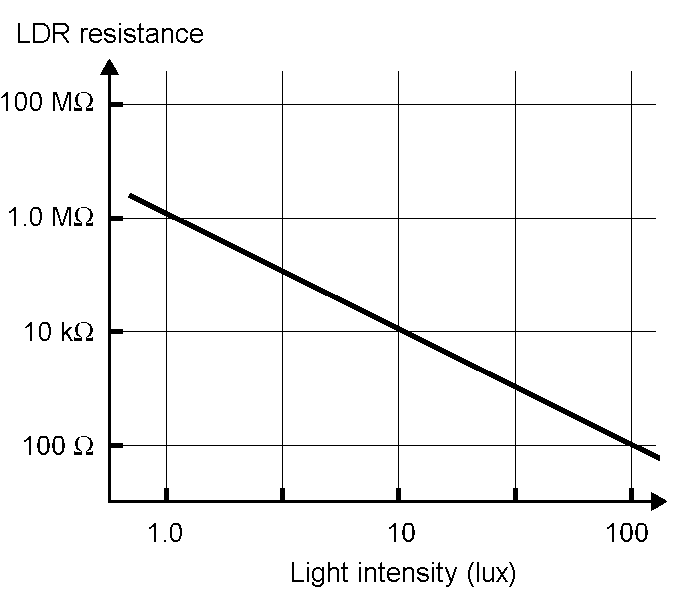 LDR resistance
100 MΩ
1.0 MΩ
10 kΩ
100 Ω
1.0 10 100
Light intensity (lux)